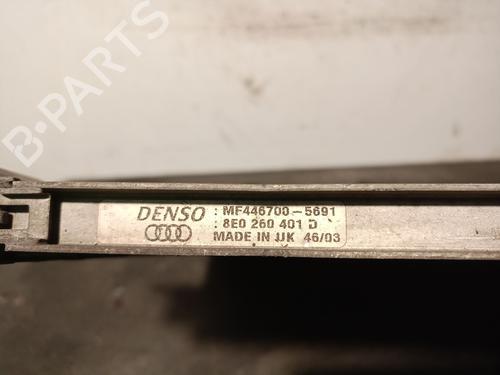 B-PARTS
DENSO : MF446700-5691
: 8E0 260 401 D
MADE IN UK 46/03